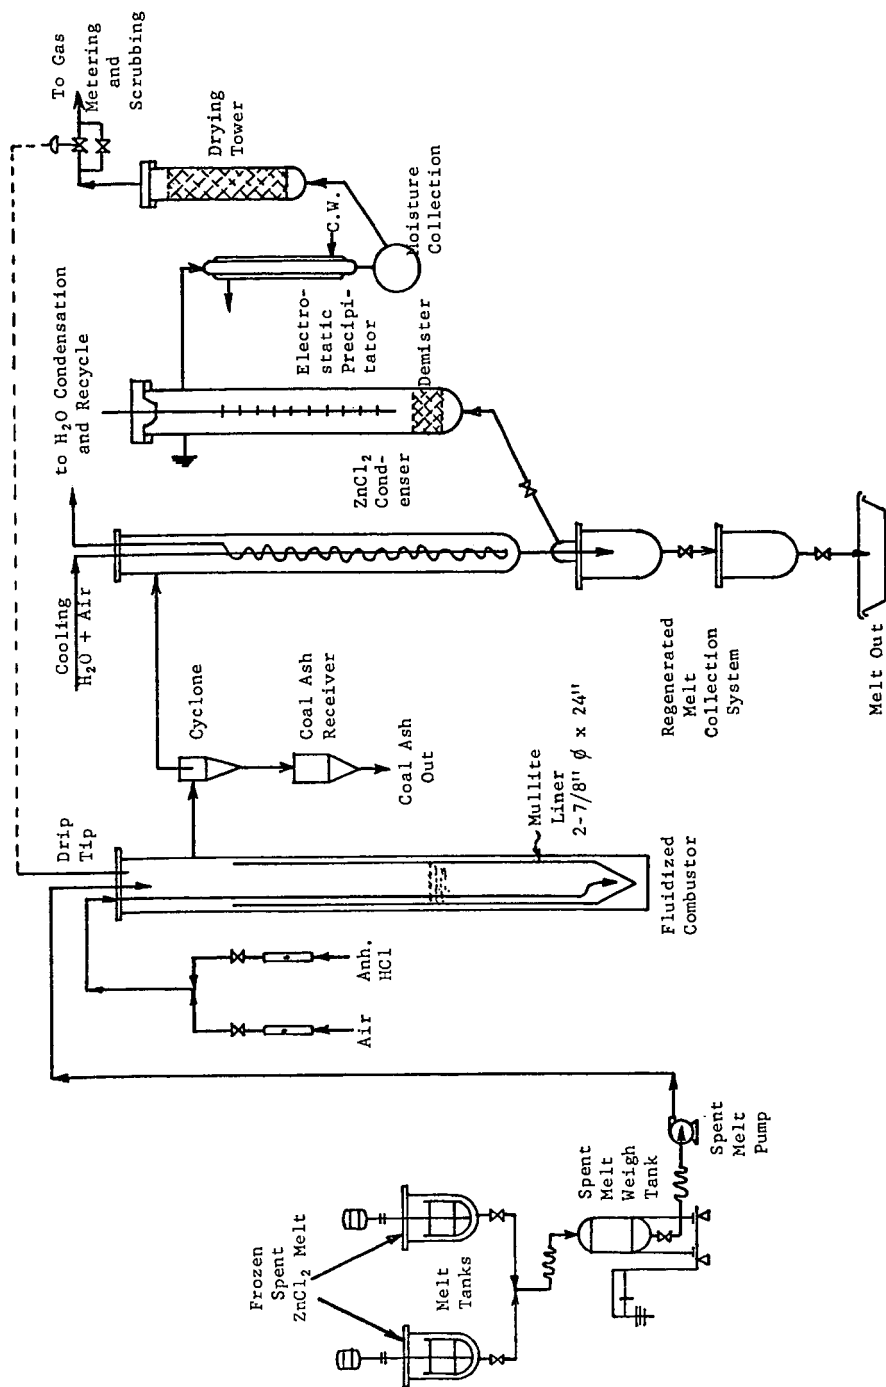 Frozen
Spent
ZnCl₂ Melt
Melt
Tanks
Spent
Melt
Weigh
Tank
Spent
Melt
Pump
Air
Anh.
HCl
Drip
Tip
Fluidized
Combustor
Mullite
Liner
2-7/8" ϕ x 24"
Cyclone
Coal Ash
Receiver
Coal Ash
Out
Cooling
H₂O + Air
to H₂O Condensation
and Recycle
ZnCl₂
Cond-
enser
Regenerated
Melt
Collection
System
Melt Out
Demister
Electro-
static
Precipi-
tator
C.W.
Moisture
Collection
Drying
Tower
To Gas
Metering
and
Scrubbing